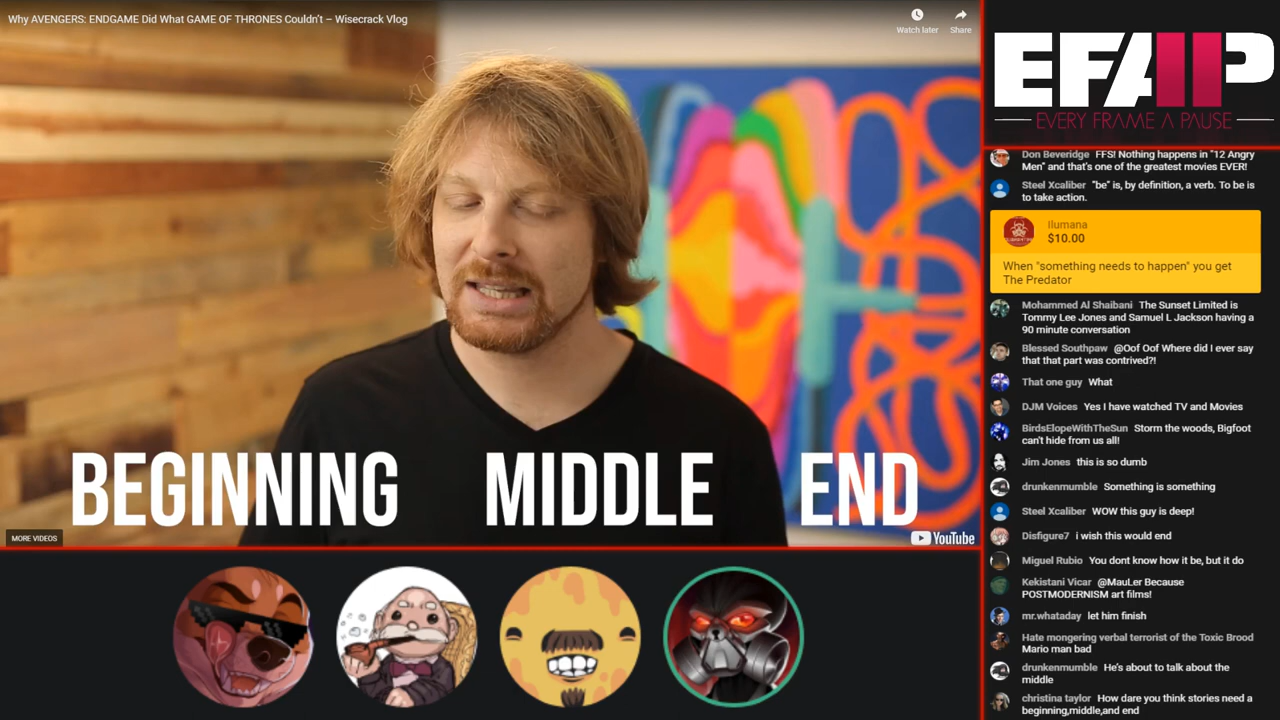 Why AVENGERS: ENDGAME Did What GAME OF THRONES Couldn't – Wisecrack Vlog
Watch later
Share
BEGINNING MIDDLE END
MORE VIDEOS
YouTube
EFAP
EVERY FRAME A PAUSE
Don Beveridge FFS! Nothing happens in "12 Angry
Men" and that's one of the greatest movies EVER!
Steel Xcaliber "be" is, by definition, a verb. To be is
to take action.
ilumana
$10.00
When "something needs to happen" you get
The Predator
Mohammed Al Shaibani The Sunset Limited is
Tommy Lee Jones and Samuel L Jackson having a
90 minute conversation
Blessed Southpaw @Oof Oof Where did I ever say
that that part was contrived?!
That one guy What
DJM Voices Yes I have watched TV and Movies
BirdsElopeWithTheSun Storm the woods, Bigfoot
can't hide from us all!
Jim Jones this is so dumb
drunkenmumble Something is something
Steel Xcaliber WOW this guy is deep!
Disfigure7 i wish this would end
Miguel Rubio You dont know how it be, but it do
Kekistani Vicar @MauLer Because
POSTMODERNISM art films!
mr.whataday let him finish
Hate mongering verbal terrorist of the Toxic Brood
Mario man bad
drunkenmumble He's about to talk about the
middle
christina taylor How dare you think stories need a
beginning,middle,and end